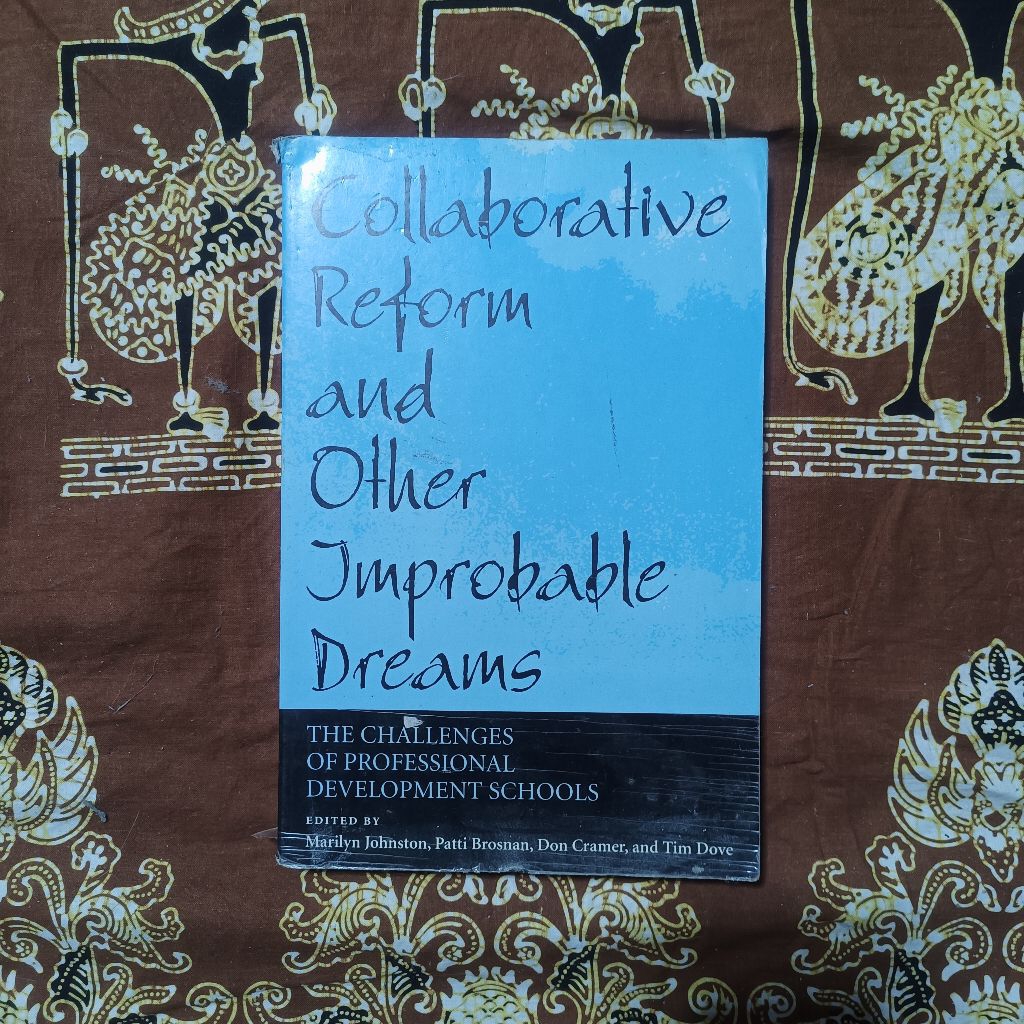 Collaborative
Reform
and
Other
Improbable
Dreams
THE CHALLENGES
OF PROFESSIONAL
DEVELOPMENT SCHOOLS
EDITED BY
Marilyn Johnston, Patti Brosnan, Don Cramer, and Tim Dove